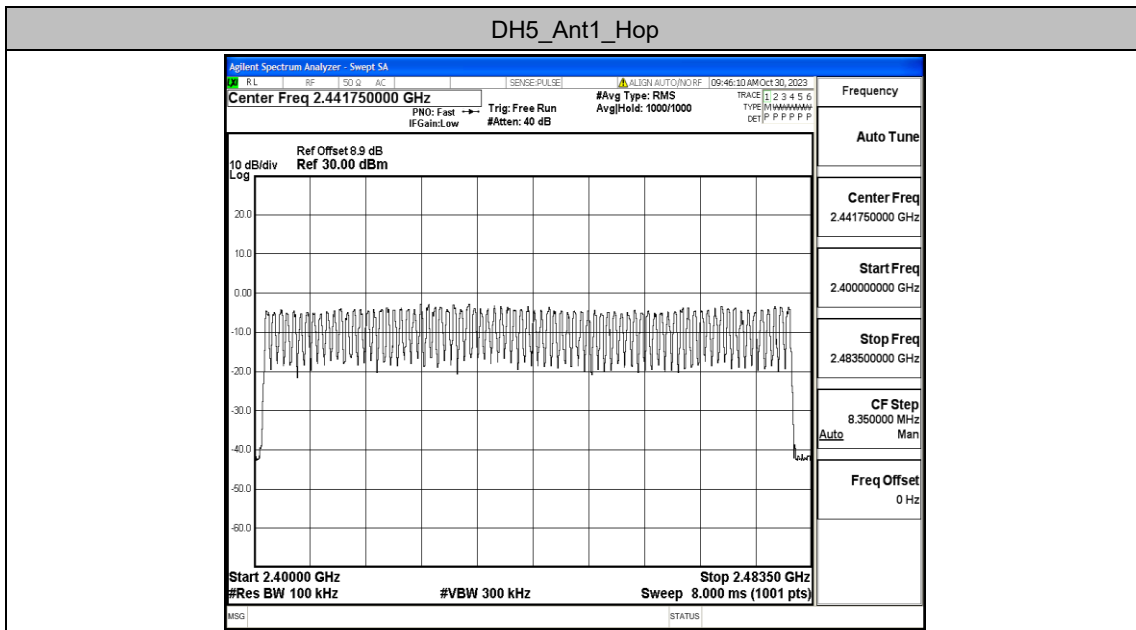 DH5_Ant1_Hop
Agilent Spectrum Analyzer - Swept SA
RL RF 50 Ω AC SENSE:PULSE ALIGN AUTO/NO RF 09:46:10 AM Oct 30, 2023
Center Freq 2.441750000 GHz
PNO: Fast
IFGain:Low
Trig: Free Run
#Atten: 40 dB
#Avg Type: RMS
Avg|Hold: 1000/1000
TRACE 1 2 3 4 5 6
TYPE M WWWWW
DET P P P P P P
Ref Offset 8.9 dB
10 dB/div Ref 30.00 dBm
Log
20.0
10.0
0.00
-10.0
-20.0
-30.0
-40.0
-50.0
-60.0
Start 2.40000 GHz Stop 2.48350 GHz
#Res BW 100 kHz #VBW 300 kHz Sweep 8.000 ms (1001 pts)
MSG STATUS
Frequency
Auto Tune
Center Freq
2.441750000 GHz
Start Freq
2.400000000 GHz
Stop Freq
2.483500000 GHz
CF Step
8.350000 MHz
Auto Man
Freq Offset
0 Hz